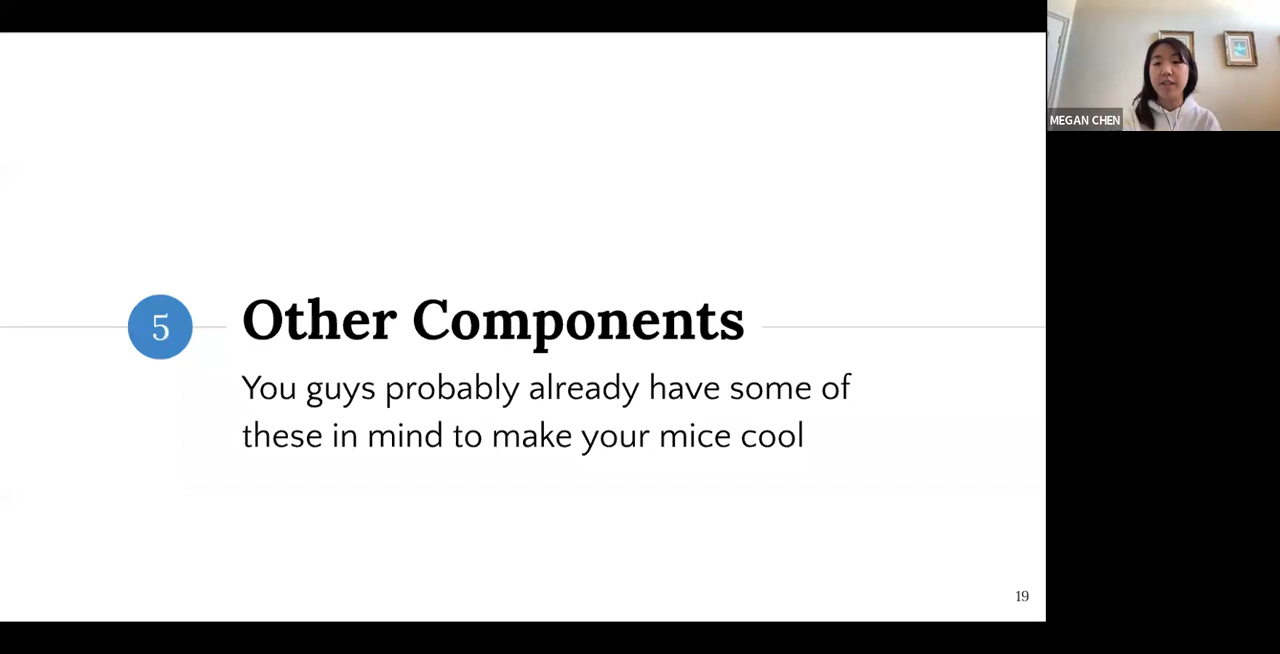 MEGAN CHEN
5
Other Components
You guys probably already have some of
these in mind to make your mice cool
19